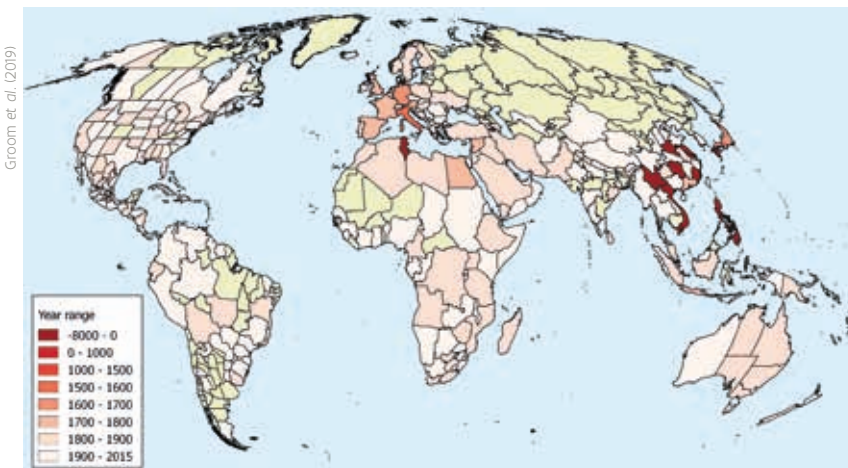 Groom et al. (2019)
Year range
-8000 - 0
0 - 1000
1000 - 1500
1500 - 1600
1600 - 1700
1700 - 1800
1800 - 1900
1900 - 2015